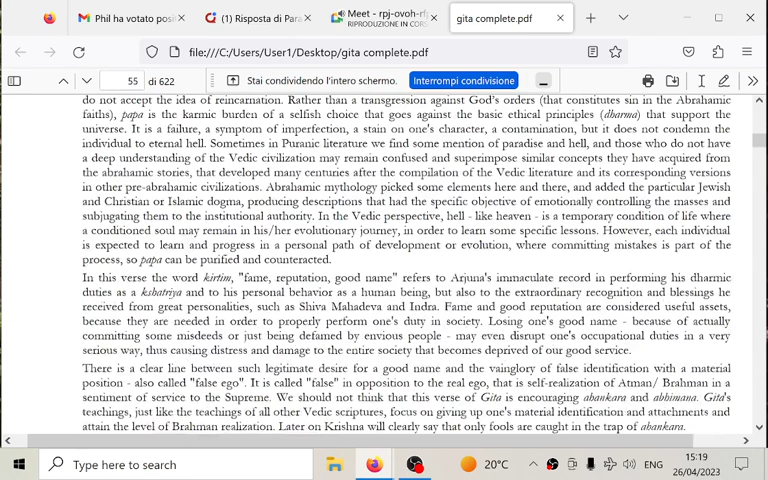 Phil ha votato posi
(1) Risposta di Para
Meet - rpj-ovoh-rf
RIPRODUZIONE IN COR
gita complete.pdf
file:///C:/Users/User1/Desktop/gita complete.pdf
55 di 622
Stai condividendo l'intero schermo.
Interrompi condivisione
do not accept the idea of reincarnation. Rather than a transgression against God's orders (that constitutes sin in the Abrahamic
faiths), papa is the karmic burden of a selfish choice that goes against the basic ethical principles (dharma) that support the
universe. It is a failure, a symptom of imperfection, a stain on one's character, a contamination, but it does not condemn the
individual to eternal hell. Sometimes in Puranic literature we find some mention of paradise and hell, and those who do not have
a deep understanding of the Vedic civilization may remain confused and superimpose similar concepts they have acquired from
the abrahamic stories, that developed many centuries after the compilation of the Vedic literature and its corresponding versions
in other pre-abrahamic civilizations. Abrahamic mythology picked some elements here and there, and added the particular Jewish
and Christian or Islamic dogma, producing descriptions that had the specific objective of emotionally controlling the masses and
subjugating them to the institutional authority. In the Vedic perspective, hell - like heaven - is a temporary condition of life where
a conditioned soul may remain in his/her evolutionary journey, in order to learn some specific lessons. However, each individual
is expected to learn and progress in a personal path of development or evolution, where committing mistakes is part of the
process, so papa can be purified and counteracted.
In this verse the word kirtim, "fame, reputation, good name" refers to Arjuna's immaculate record in performing his dharmic
duties as a kshatriya and to his personal behavior as a human being, but also to the extraordinary recognition and blessings he
received from great personalities, such as Shiva Mahadeva and Indra. Fame and good reputation are considered useful assets,
because they are needed in order to properly perform one's duty in society. Losing one's good name - because of actually
committing some misdeeds or just being defamed by envious people - may even disrupt one's occupational duties in a very
serious way, thus causing distress and damage to the entire society that becomes deprived of our good service.
There is a clear line between such legitimate desire for a good name and the vainglory of false identification with a material
position - also called "false ego". It is called "false" in opposition to the real ego, that is self-realization of Atman/ Brahman in a
sentiment of service to the Supreme. We should not think that this verse of Gita is encouraging ahankara and abhimana. Gita's
teachings, just like the teachings of all other Vedic scriptures, focus on giving up one's material identification and attachments and
attain the level of Brahman realization. Later on Krishna will clearly say that only fools are caught in the trap of ahankara.
Type here to search
20°C
ENG
15:19
26/04/2023